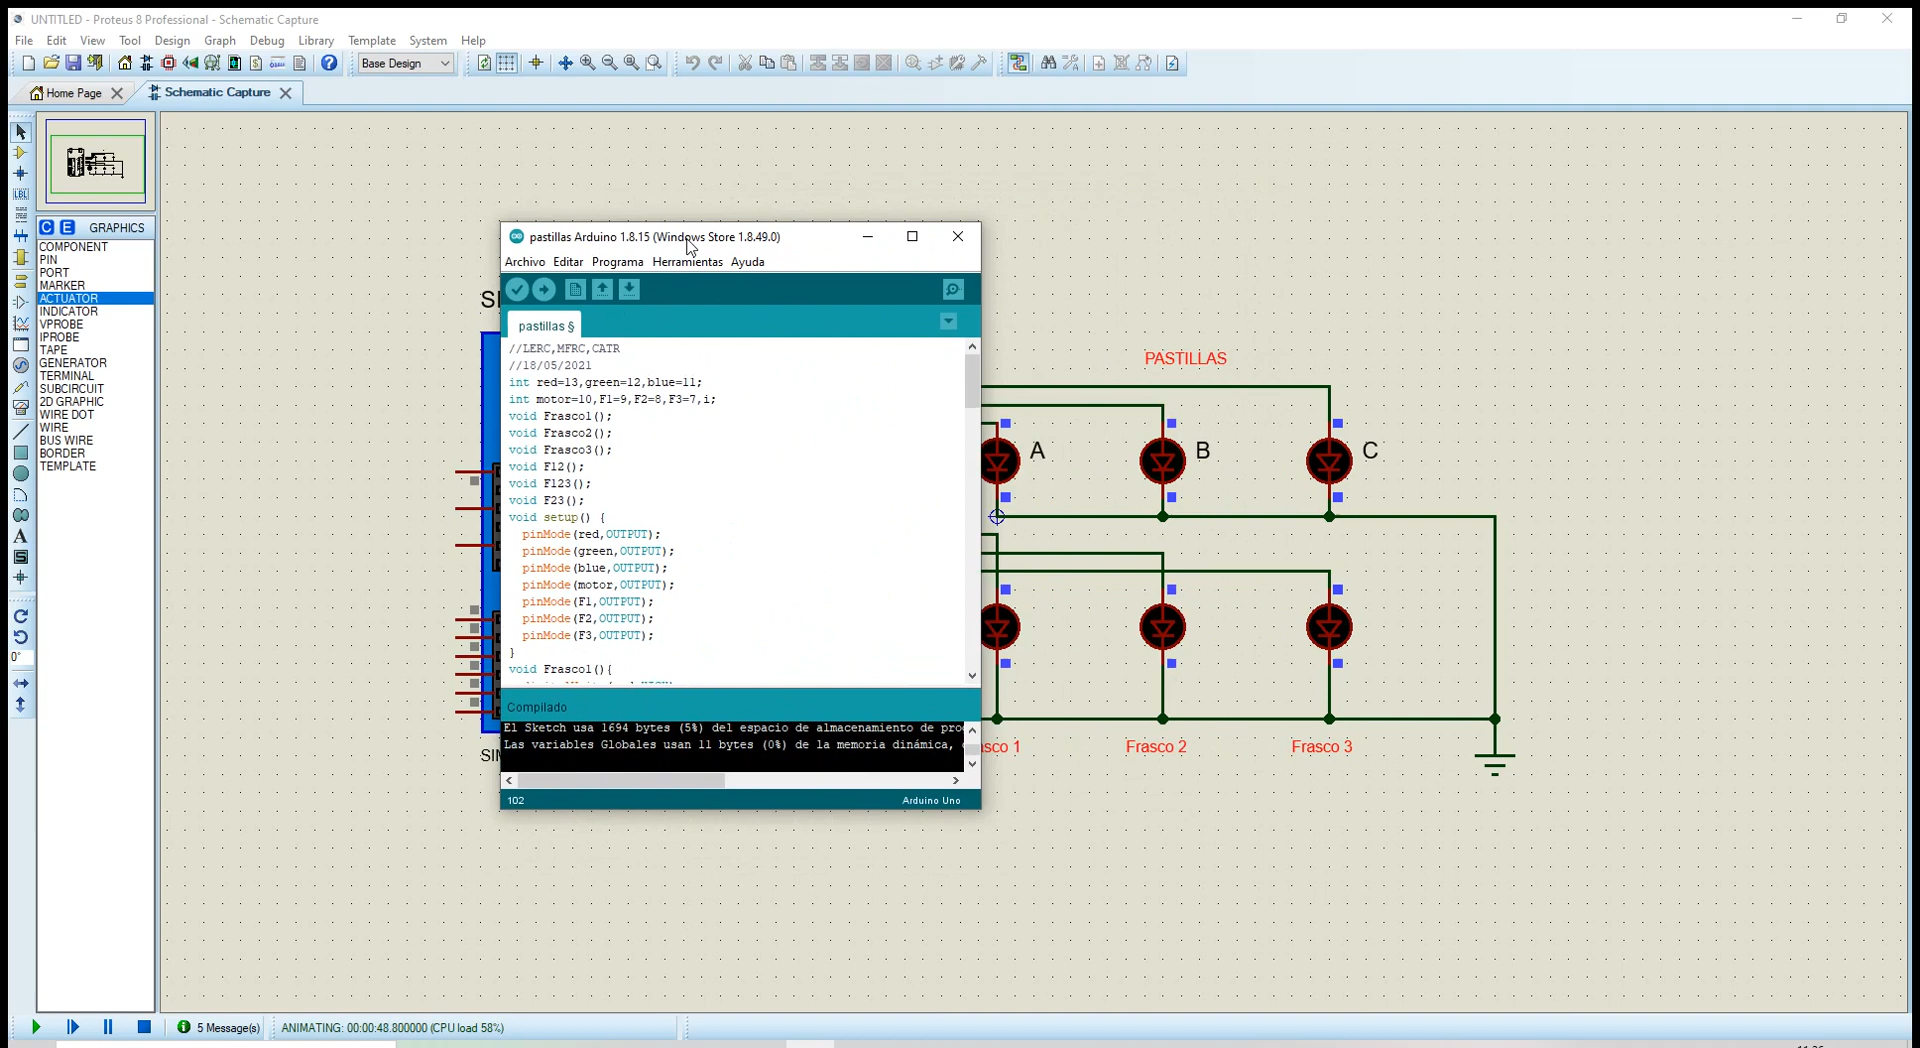 UNTITLED - Proteus 8 Professional - Schematic Capture
File Edit View Tool Design Graph Debug Library Template System Help
Base Design
Home Page Schematic Capture
C E GRAPHICS
COMPONENT
PIN
PORT
MARKER
ACTUATOR
INDICATOR
VPROBE
IPROBE
TAPE
GENERATOR
TERMINAL
SUBCIRCUIT
2D GRAPHIC
WIRE DOT
WIRE
BUS WIRE
BORDER
TEMPLATE
LBL
A
S
0°
pastillas Arduino 1.8.15 (Windows Store 1.8.49.0)
Archivo Editar Programa Herramientas Ayuda
pastillas §
//LERC,MFRC,CATR
//18/05/2021
int red=13,green=12,blue=11;
int motor=10,F1=9,F2=8,F3=7,i;
void Frasco1();
void Frasco2();
void Frasco3();
void F12();
void F123();
void F23();
void setup() {
pinMode(red,OUTPUT);
pinMode(green,OUTPUT);
pinMode(blue,OUTPUT);
pinMode(motor,OUTPUT);
pinMode(F1,OUTPUT);
pinMode(F2,OUTPUT);
pinMode(F3,OUTPUT);
}
void Frasco1(){
Compilado
El Sketch usa 1694 bytes (5%) del espacio de almacenamiento de pro
Las variables Globales usan 11 bytes (0%) de la memoria dinámica,
102 Arduino Uno
PASTILLAS
A B C
sco 1 Frasco 2 Frasco 3
5 Message(s) ANIMATING: 00:00:48.800000 (CPU load 58%)